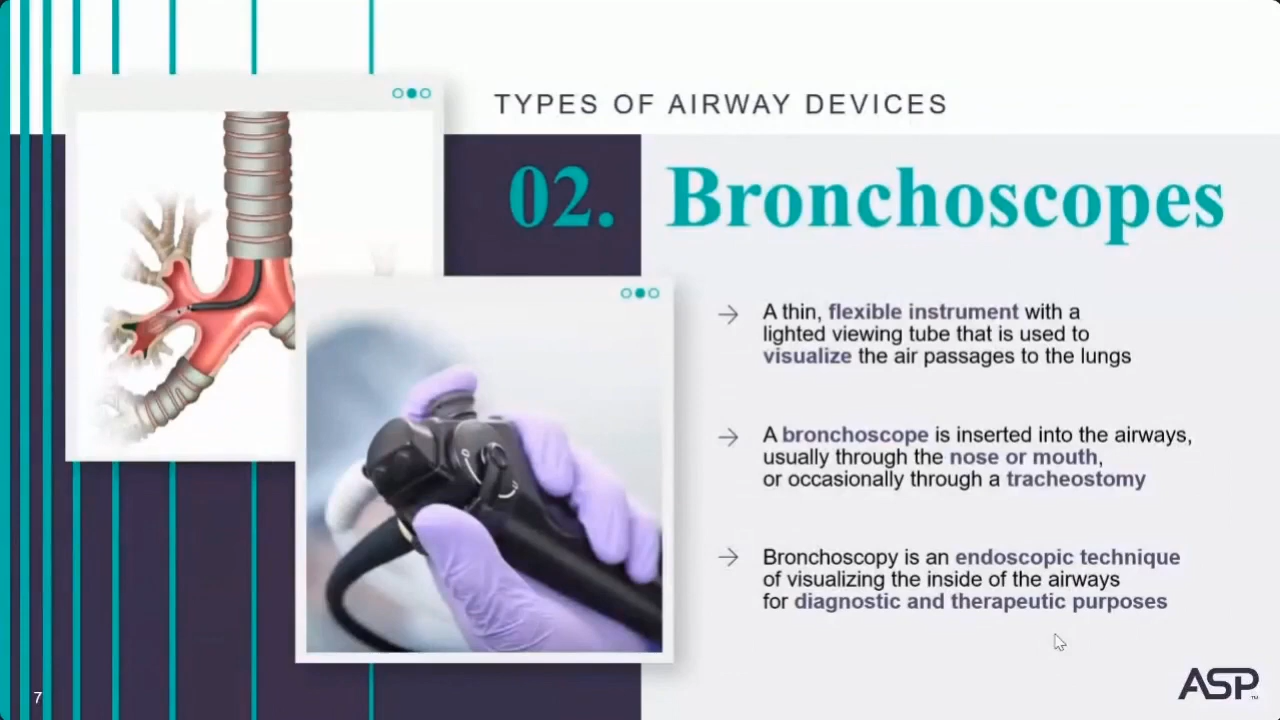 TYPES OF AIRWAY DEVICES
02. Bronchoscopes
A thin, flexible instrument with a
lighted viewing tube that is used to
visualize the air passages to the lungs
A bronchoscope is inserted into the airways,
usually through the nose or mouth,
or occasionally through a tracheostomy
Bronchoscopy is an endoscopic technique
of visualizing the inside of the airways
for diagnostic and therapeutic purposes
7
ASP™